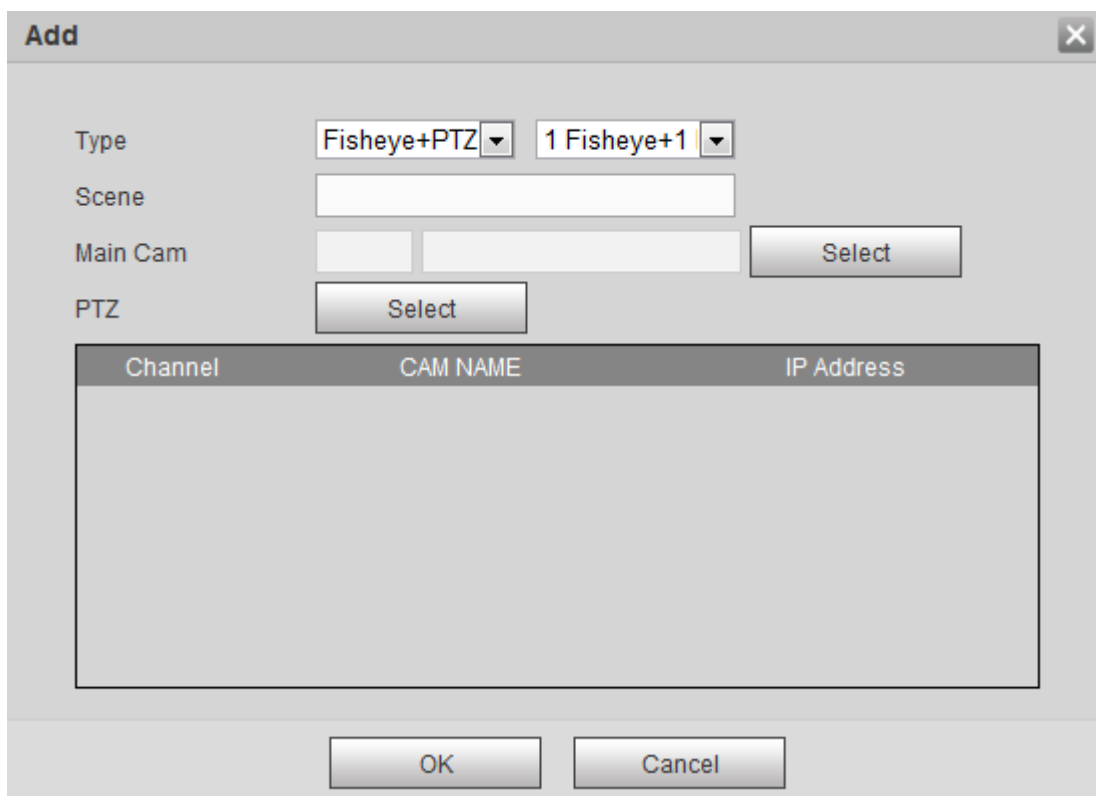 Add
Type Fisheye+PTZ 1 Fisheye+1
Scene
Main Cam Select
PTZ Select
Channel CAM NAME IP Address
OK Cancel